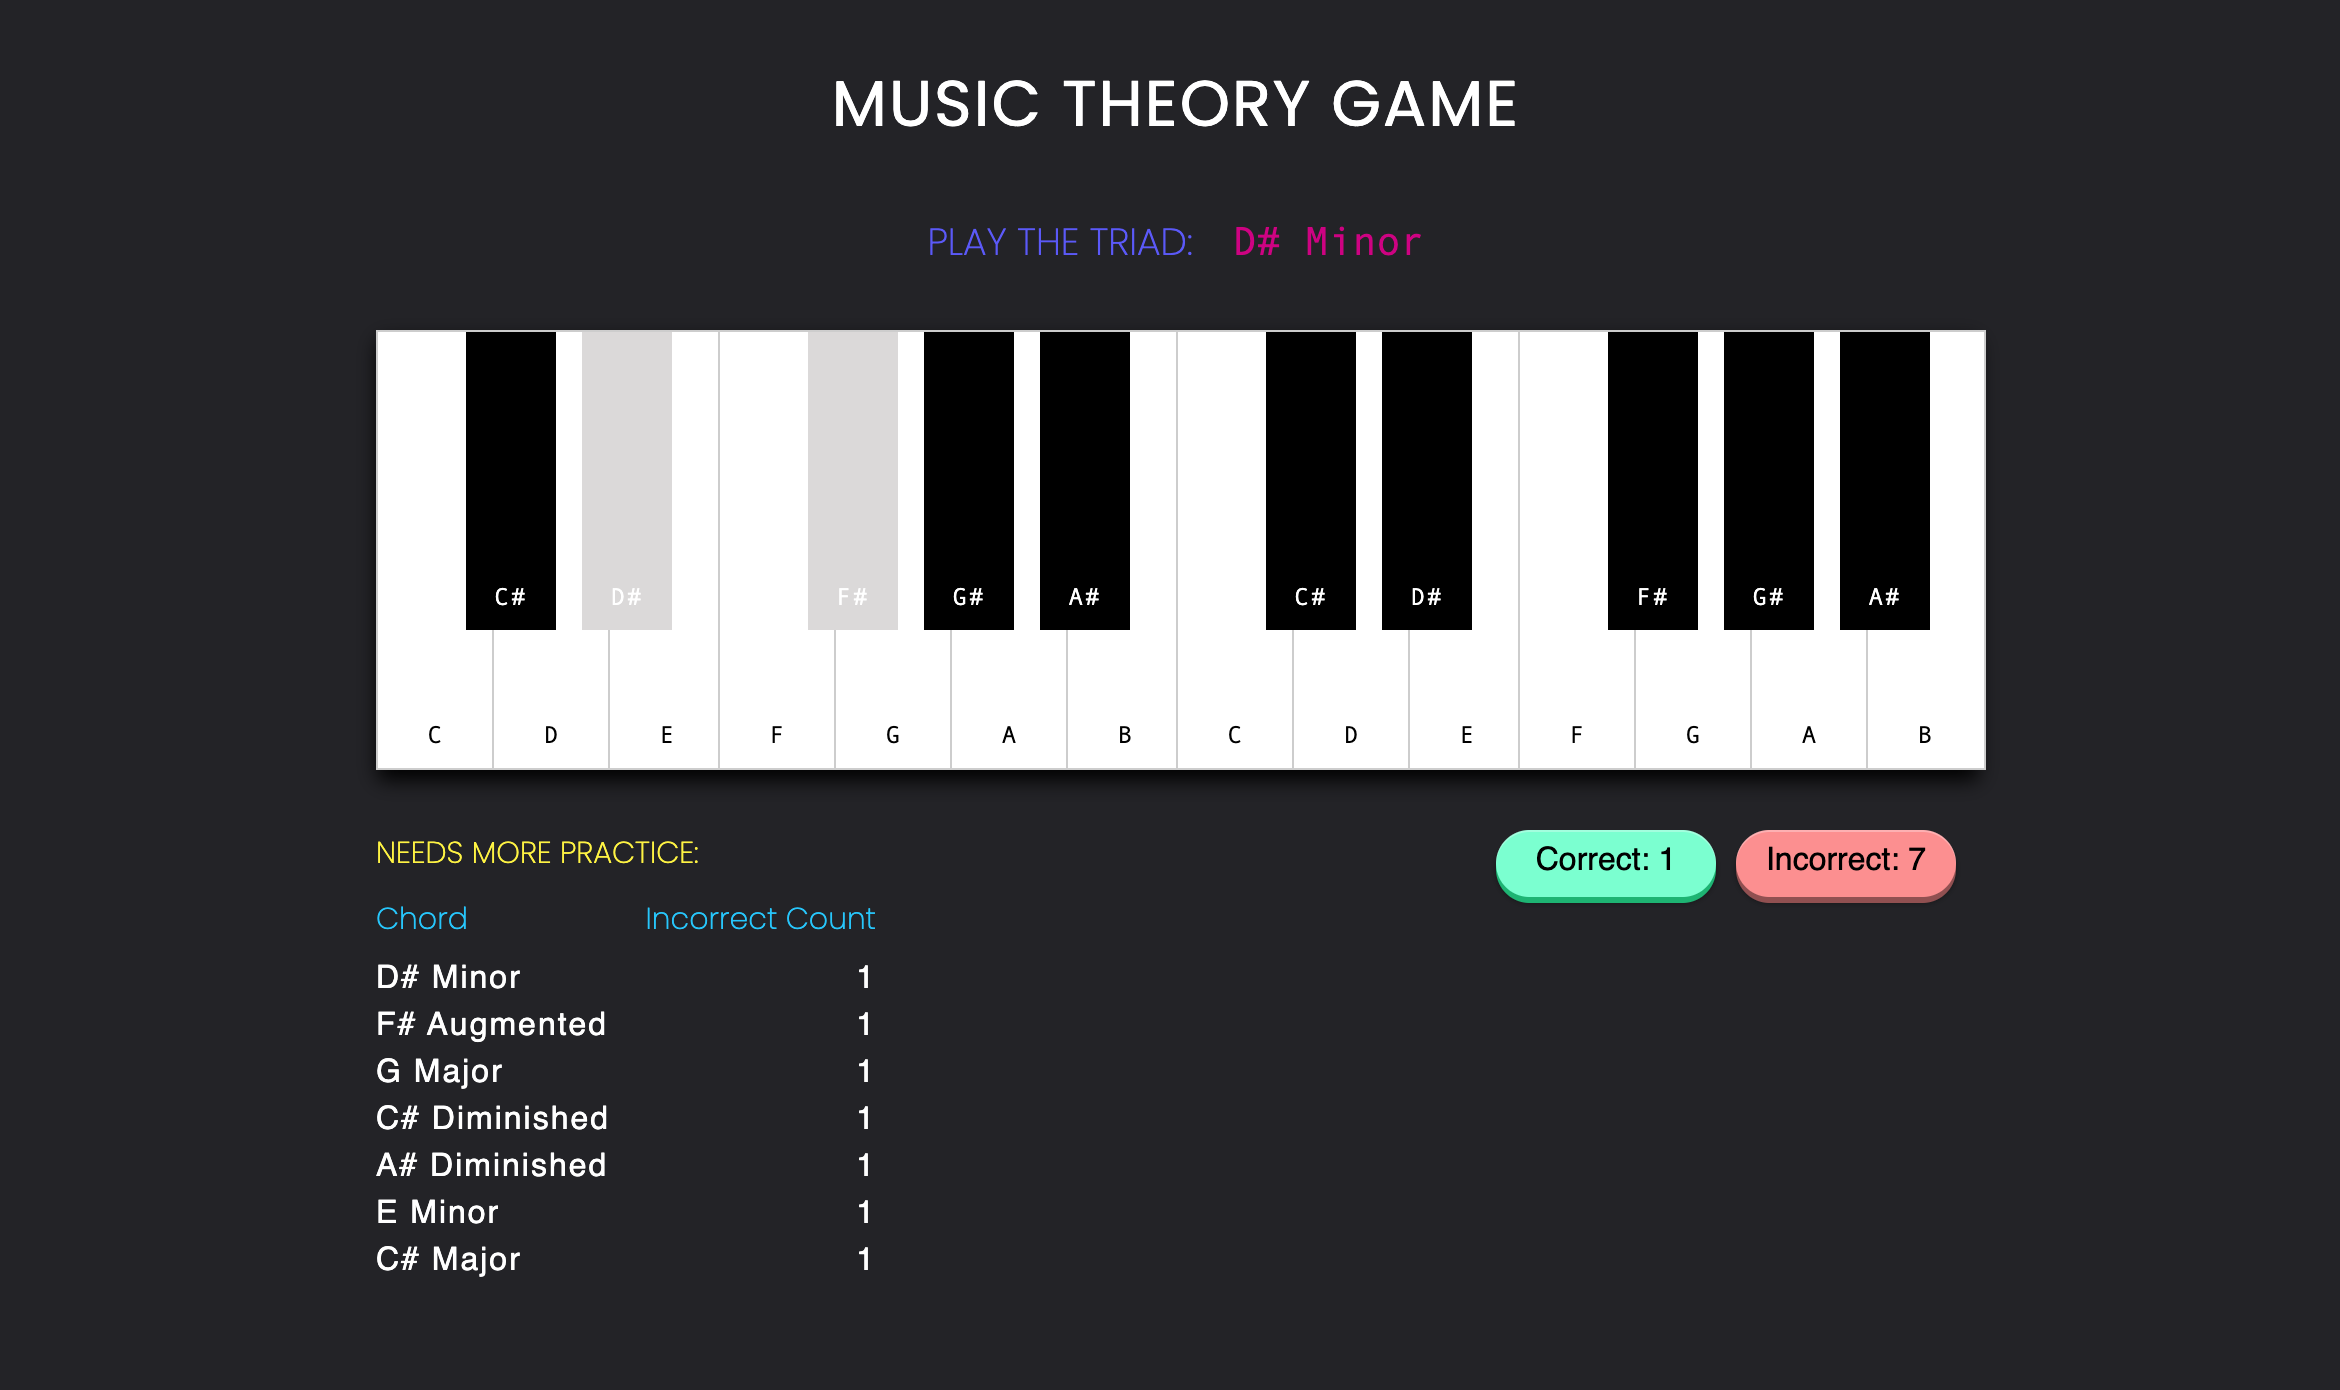 MUSIC THEORY GAME
PLAY THE TRIAD: D# Minor
C# D# F# G# A# C# D# F# G# A#
C D E F G A B C D E F G A B
NEEDS MORE PRACTICE:
Correct: 1 Incorrect: 7
Chord Incorrect Count
D# Minor 1
F# Augmented 1
G Major 1
C# Diminished 1
A# Diminished 1
E Minor 1
C# Major 1